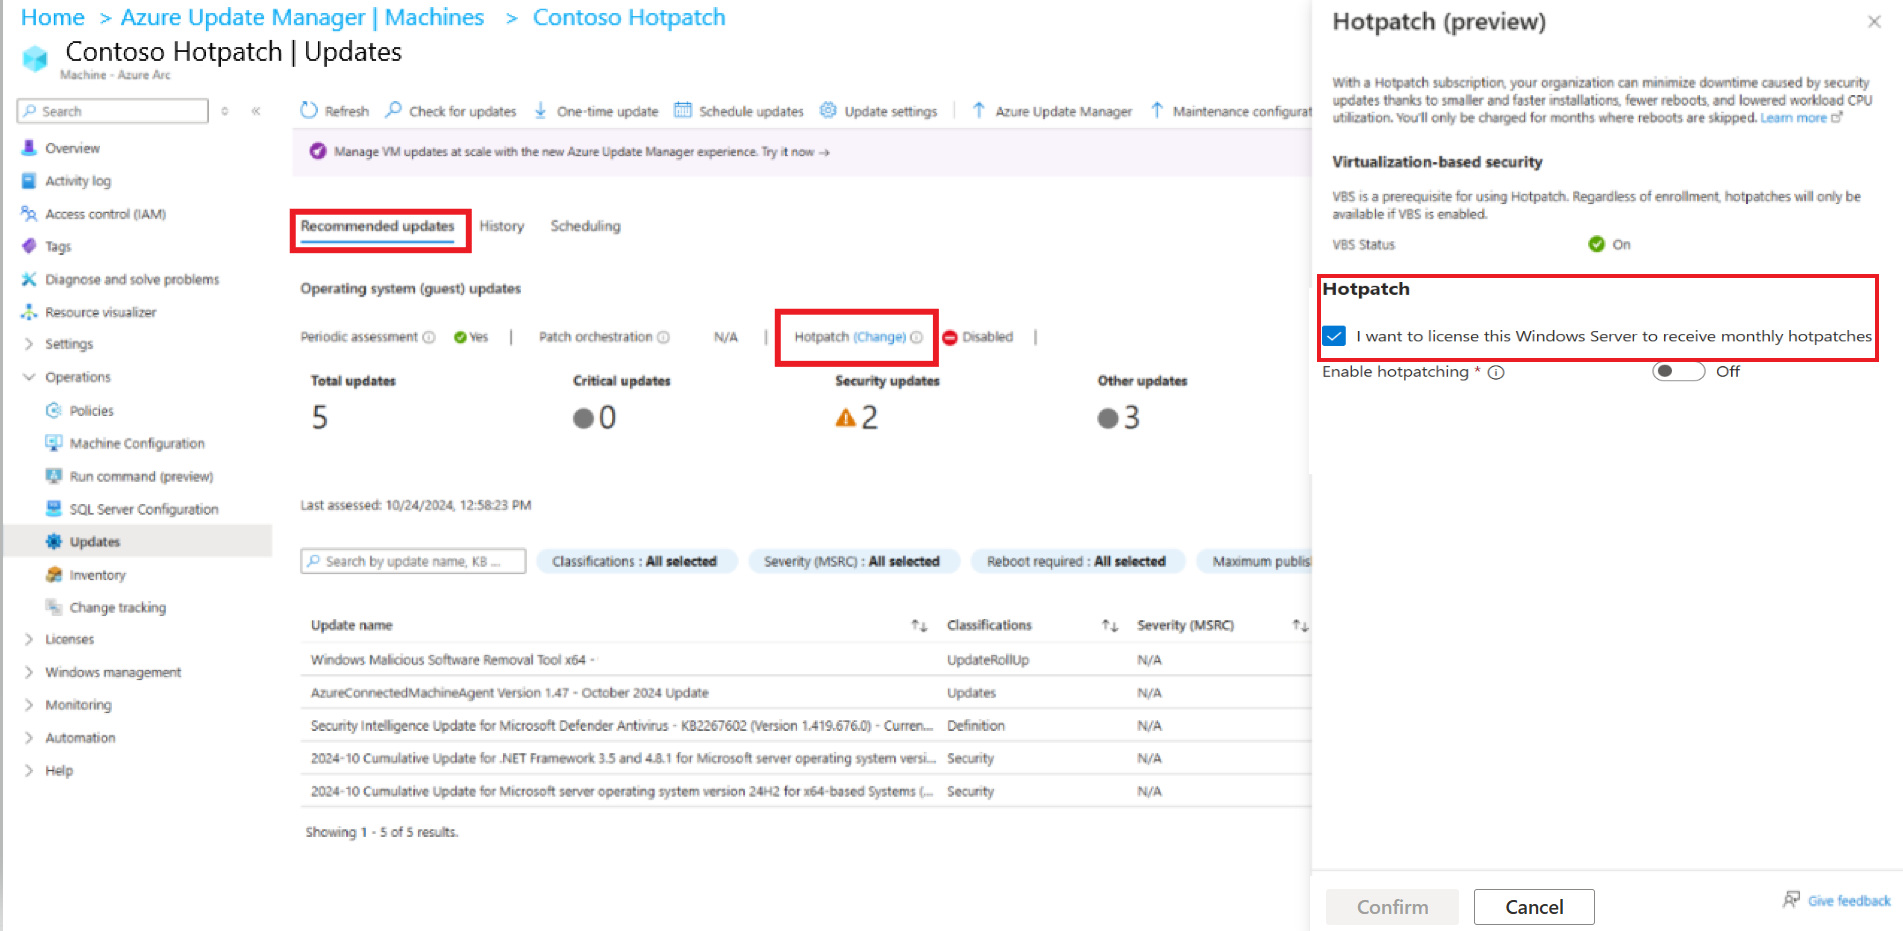 Home > Azure Update Manager | Machines > Contoso Hotpatch
Contoso Hotpatch | Updates
Machine - Azure Arc
Search
Overview
Activity log
Access control (IAM)
Tags
Diagnose and solve problems
Resource visualizer
Settings
Operations
Policies
Machine Configuration
Run command (preview)
SQL Server Configuration
Updates
Inventory
Change tracking
Licenses
Windows management
Monitoring
Automation
Help
Refresh Check for updates One-time update Schedule updates Update settings Azure Update Manager Maintenance configurat
Manage VM updates at scale with the new Azure Update Manager experience. Try it now →
Recommended updates History Scheduling
Operating system (guest) updates
Periodic assessment Yes | Patch orchestration N/A | Hotpatch (Change) Disabled |
Total updates Critical updates Security updates Other updates
5 0 2 3
Last assessed: 10/24/2024, 12:58:23 PM
Search by update name, KB ... Classifications : All selected Severity (MSRC) : All selected Reboot required : All selected Maximum publis
Update name ↑↓ Classifications ↑↓ Severity (MSRC) ↑↓
Windows Malicious Software Removal Tool x64 - UpdateRollUp N/A
AzureConnectedMachineAgent Version 1.47 - October 2024 Update Updates N/A
Security Intelligence Update for Microsoft Defender Antivirus - KB2267602 (Version 1.419.676.0) - Curren... Definition N/A
2024-10 Cumulative Update for .NET Framework 3.5 and 4.8.1 for Microsoft server operating system versi... Security N/A
2024-10 Cumulative Update for Microsoft server operating system version 24H2 for x64-based Systems (... Security N/A
Showing 1 - 5 of 5 results.
Hotpatch (preview)
With a Hotpatch subscription, your organization can minimize downtime caused by security
updates thanks to smaller and faster installations, fewer reboots, and lowered workload CPU
utilization. You'll only be charged for months where reboots are skipped. Learn more
Virtualization-based security
VBS is a prerequisite for using Hotpatch. Regardless of enrollment, hotpatches will only be
available if VBS is enabled.
VBS Status On
Hotpatch
I want to license this Windows Server to receive monthly hotpatches
Enable hotpatching * Off
Confirm Cancel Give feedback